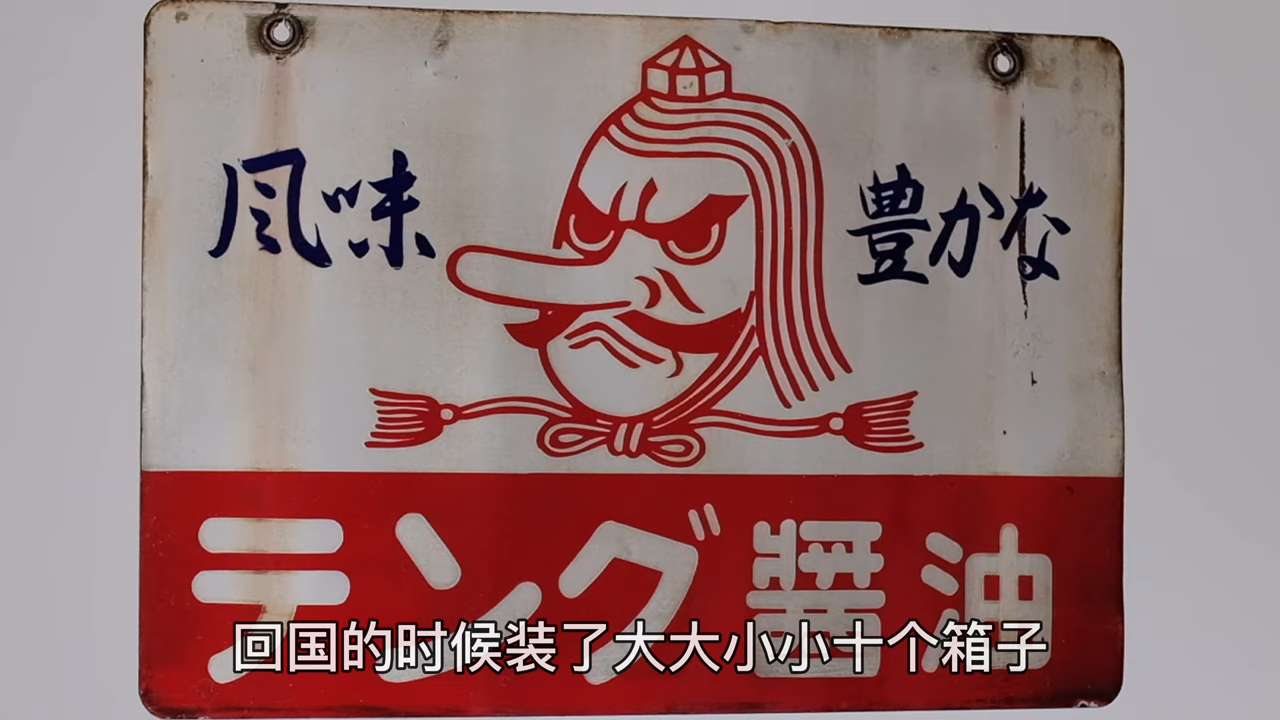 風味
豊かな
テング醤油
回国的时候装了大大小小十个箱子